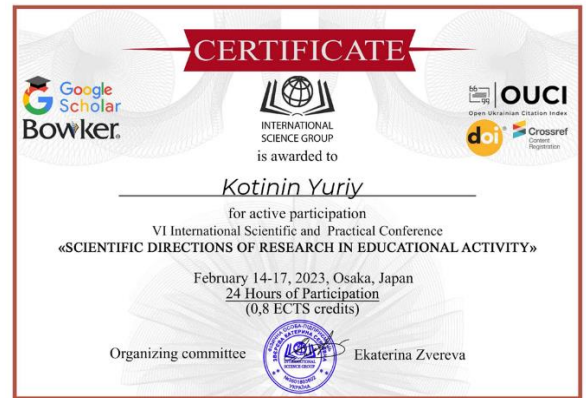 CERTIFICATE
Google
Scholar
Bowker
INTERNATIONAL
SCIENCE GROUP
OUCI
Open Ukrainian Citation Index
doi
Crossref
Content
Registration
is awarded to
Kotinin Yuriy
for active participation
VI International Scientific and Practical Conference
«SCIENTIFIC DIRECTIONS OF RESEARCH IN EDUCATIONAL ACTIVITY»
February 14-17, 2023, Osaka, Japan
24 Hours of Participation
(0,8 ECTS credits)
Organizing committee
Ekaterina Zvereva
INTERNATIONAL
SCIENCE GROUP
УКРАЇНА